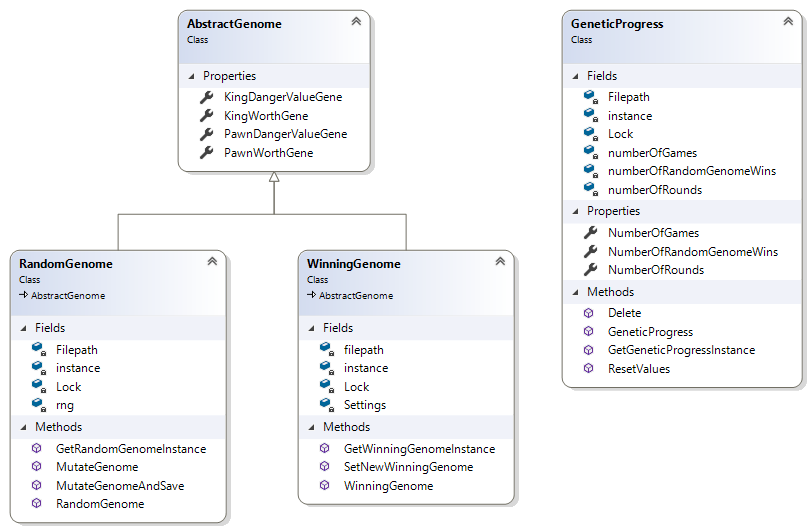 AbstractGenome
Class
Properties
KingDangerValueGene
KingWorthGene
PawnDangerValueGene
PawnWorthGene
GeneticProgress
Class
Fields
Filepath
instance
Lock
numberOfGames
numberOfRandomGenomeWins
numberOfRounds
Properties
NumberOfGames
NumberOfRandomGenomeWins
NumberOfRounds
Methods
Delete
GeneticProgress
GetGeneticProgressInstance
ResetValues
RandomGenome
Class
AbstractGenome
Fields
Filepath
instance
Lock
rng
Methods
GetRandomGenomeInstance
MutateGenome
MutateGenomeAndSave
RandomGenome
WinningGenome
Class
AbstractGenome
Fields
filepath
instance
Lock
Settings
Methods
GetWinningGenomeInstance
SetNewWinningGenome
WinningGenome